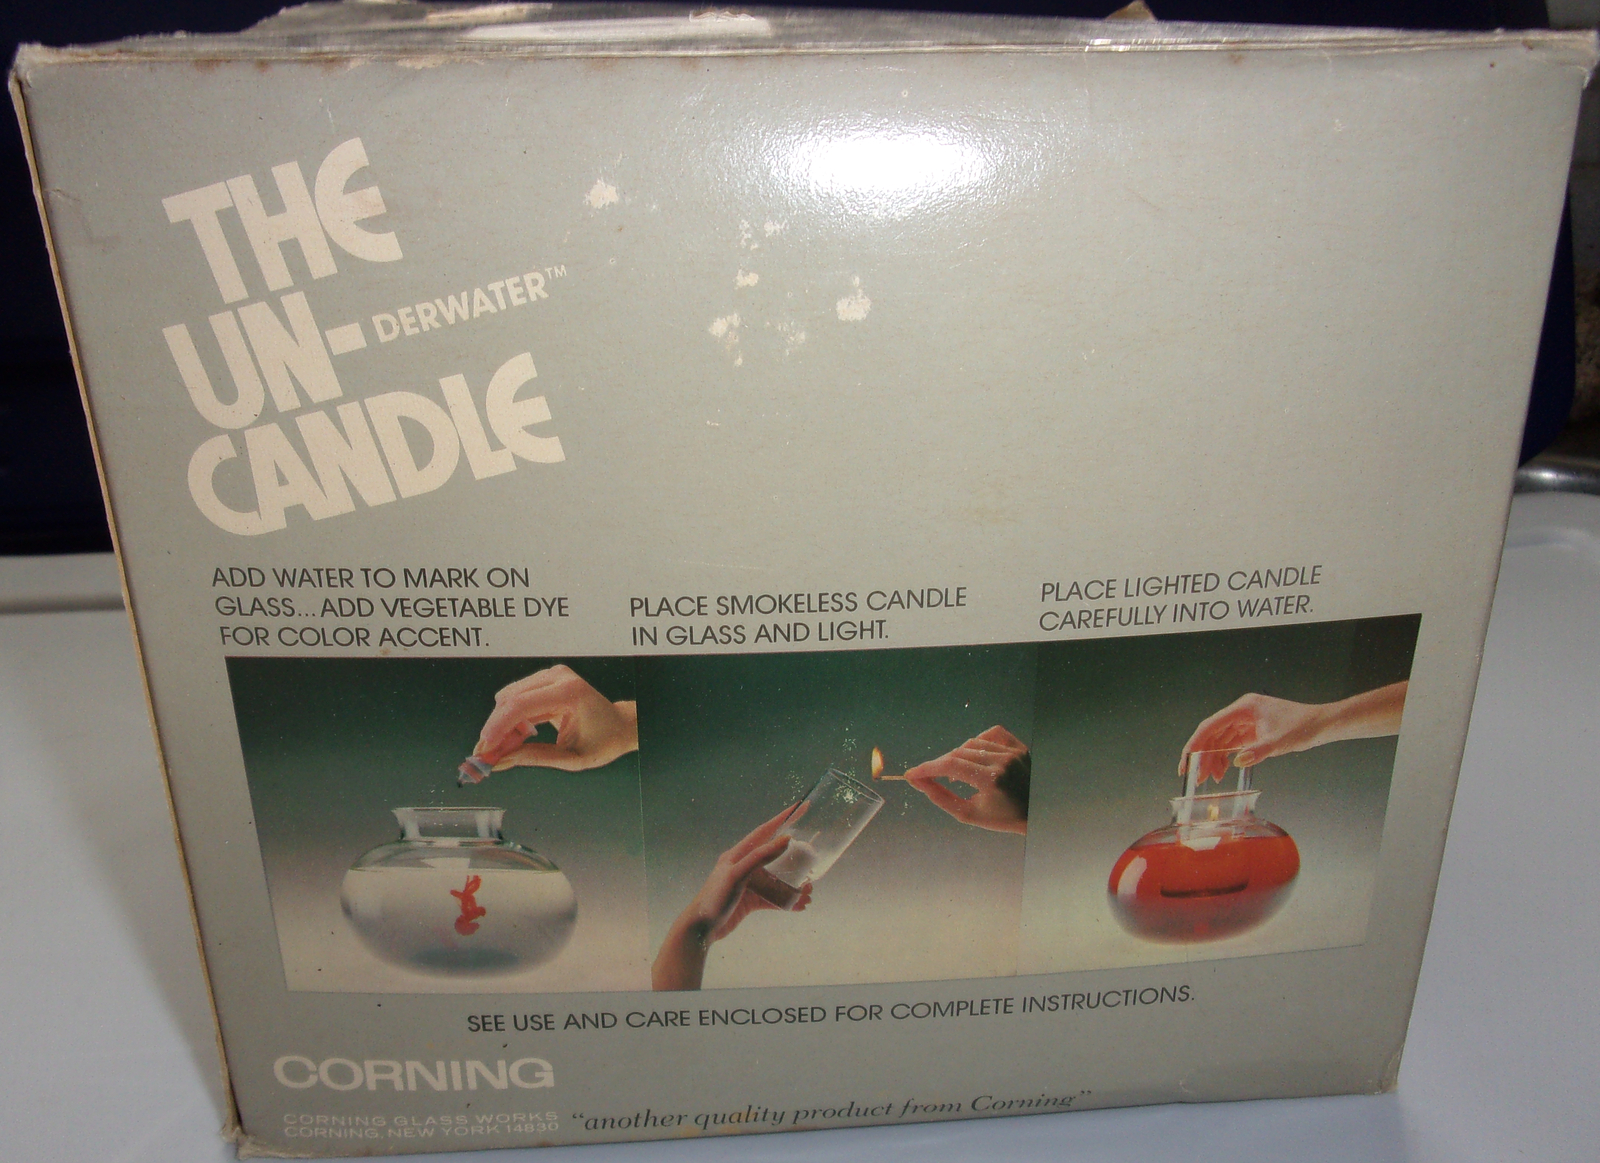 THE
UN-DERWATER™
CANDLE
ADD WATER TO MARK ON
GLASS...ADD VEGETABLE DYE
FOR COLOR ACCENT.
PLACE SMOKELESS CANDLE
IN GLASS AND LIGHT.
PLACE LIGHTED CANDLE
CAREFULLY INTO WATER.
SEE USE AND CARE ENCLOSED FOR COMPLETE INSTRUCTIONS.
CORNING
CORNING GLASS WORKS
CORNING, NEW YORK 14830
"another quality product from Corning"